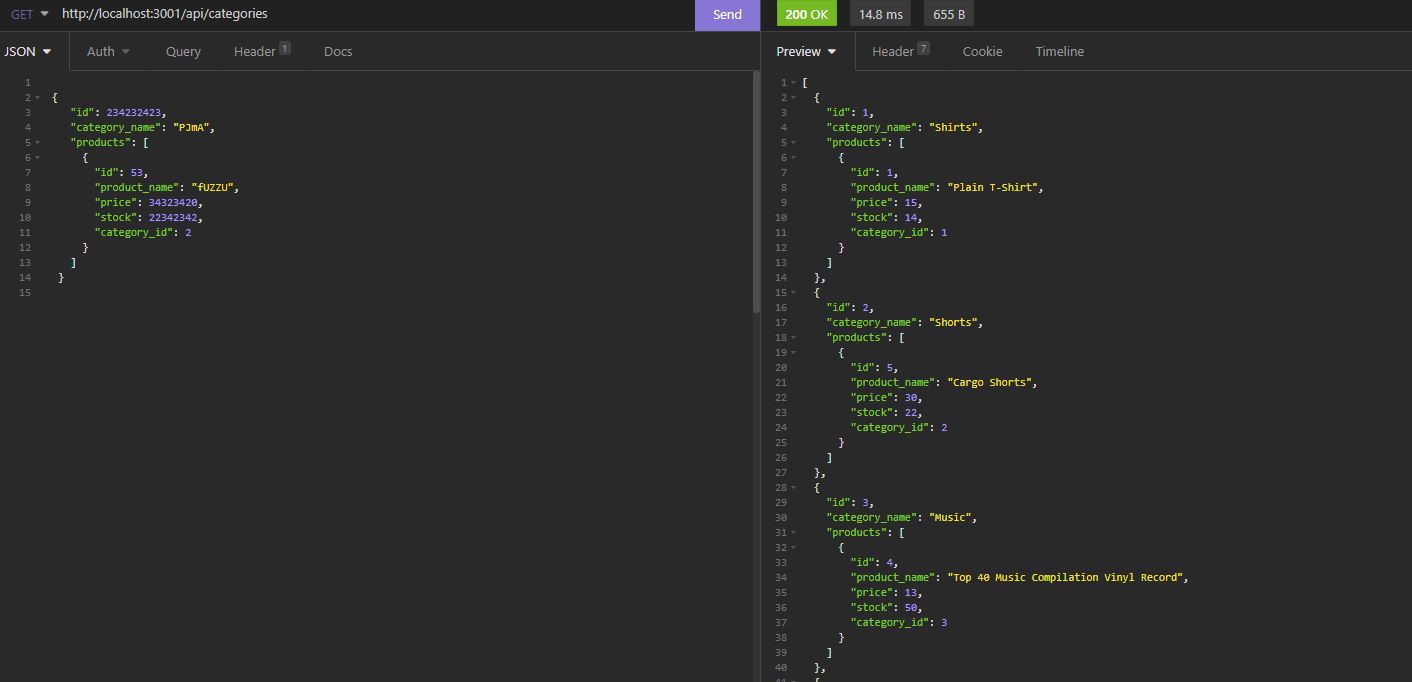 GET http://localhost:3001/api/categories Send 200 OK 14.8 ms 655 B
JSON Auth Query Header 1 Docs Preview Header 7 Cookie Timeline
1
2 {
3 "id": 234232423,
4 "category_name": "PJmA",
5 "products": [
6 {
7 "id": 53,
8 "product_name": "fUZZU",
9 "price": 34323420,
10 "stock": 22342342,
11 "category_id": 2
12 }
13 ]
14 }
15
1 [
2 {
3 "id": 1,
4 "category_name": "Shirts",
5 "products": [
6 {
7 "id": 1,
8 "product_name": "Plain T-Shirt",
9 "price": 15,
10 "stock": 14,
11 "category_id": 1
12 }
13 ]
14 },
15 {
16 "id": 2,
17 "category_name": "Shorts",
18 "products": [
19 {
20 "id": 5,
21 "product_name": "Cargo Shorts",
22 "price": 30,
23 "stock": 22,
24 "category_id": 2
25 }
26 ]
27 },
28 {
29 "id": 3,
30 "category_name": "Music",
31 "products": [
32 {
33 "id": 4,
34 "product_name": "Top 40 Music Compilation Vinyl Record",
35 "price": 13,
36 "stock": 50,
37 "category_id": 3
38 }
39 ]
40 },